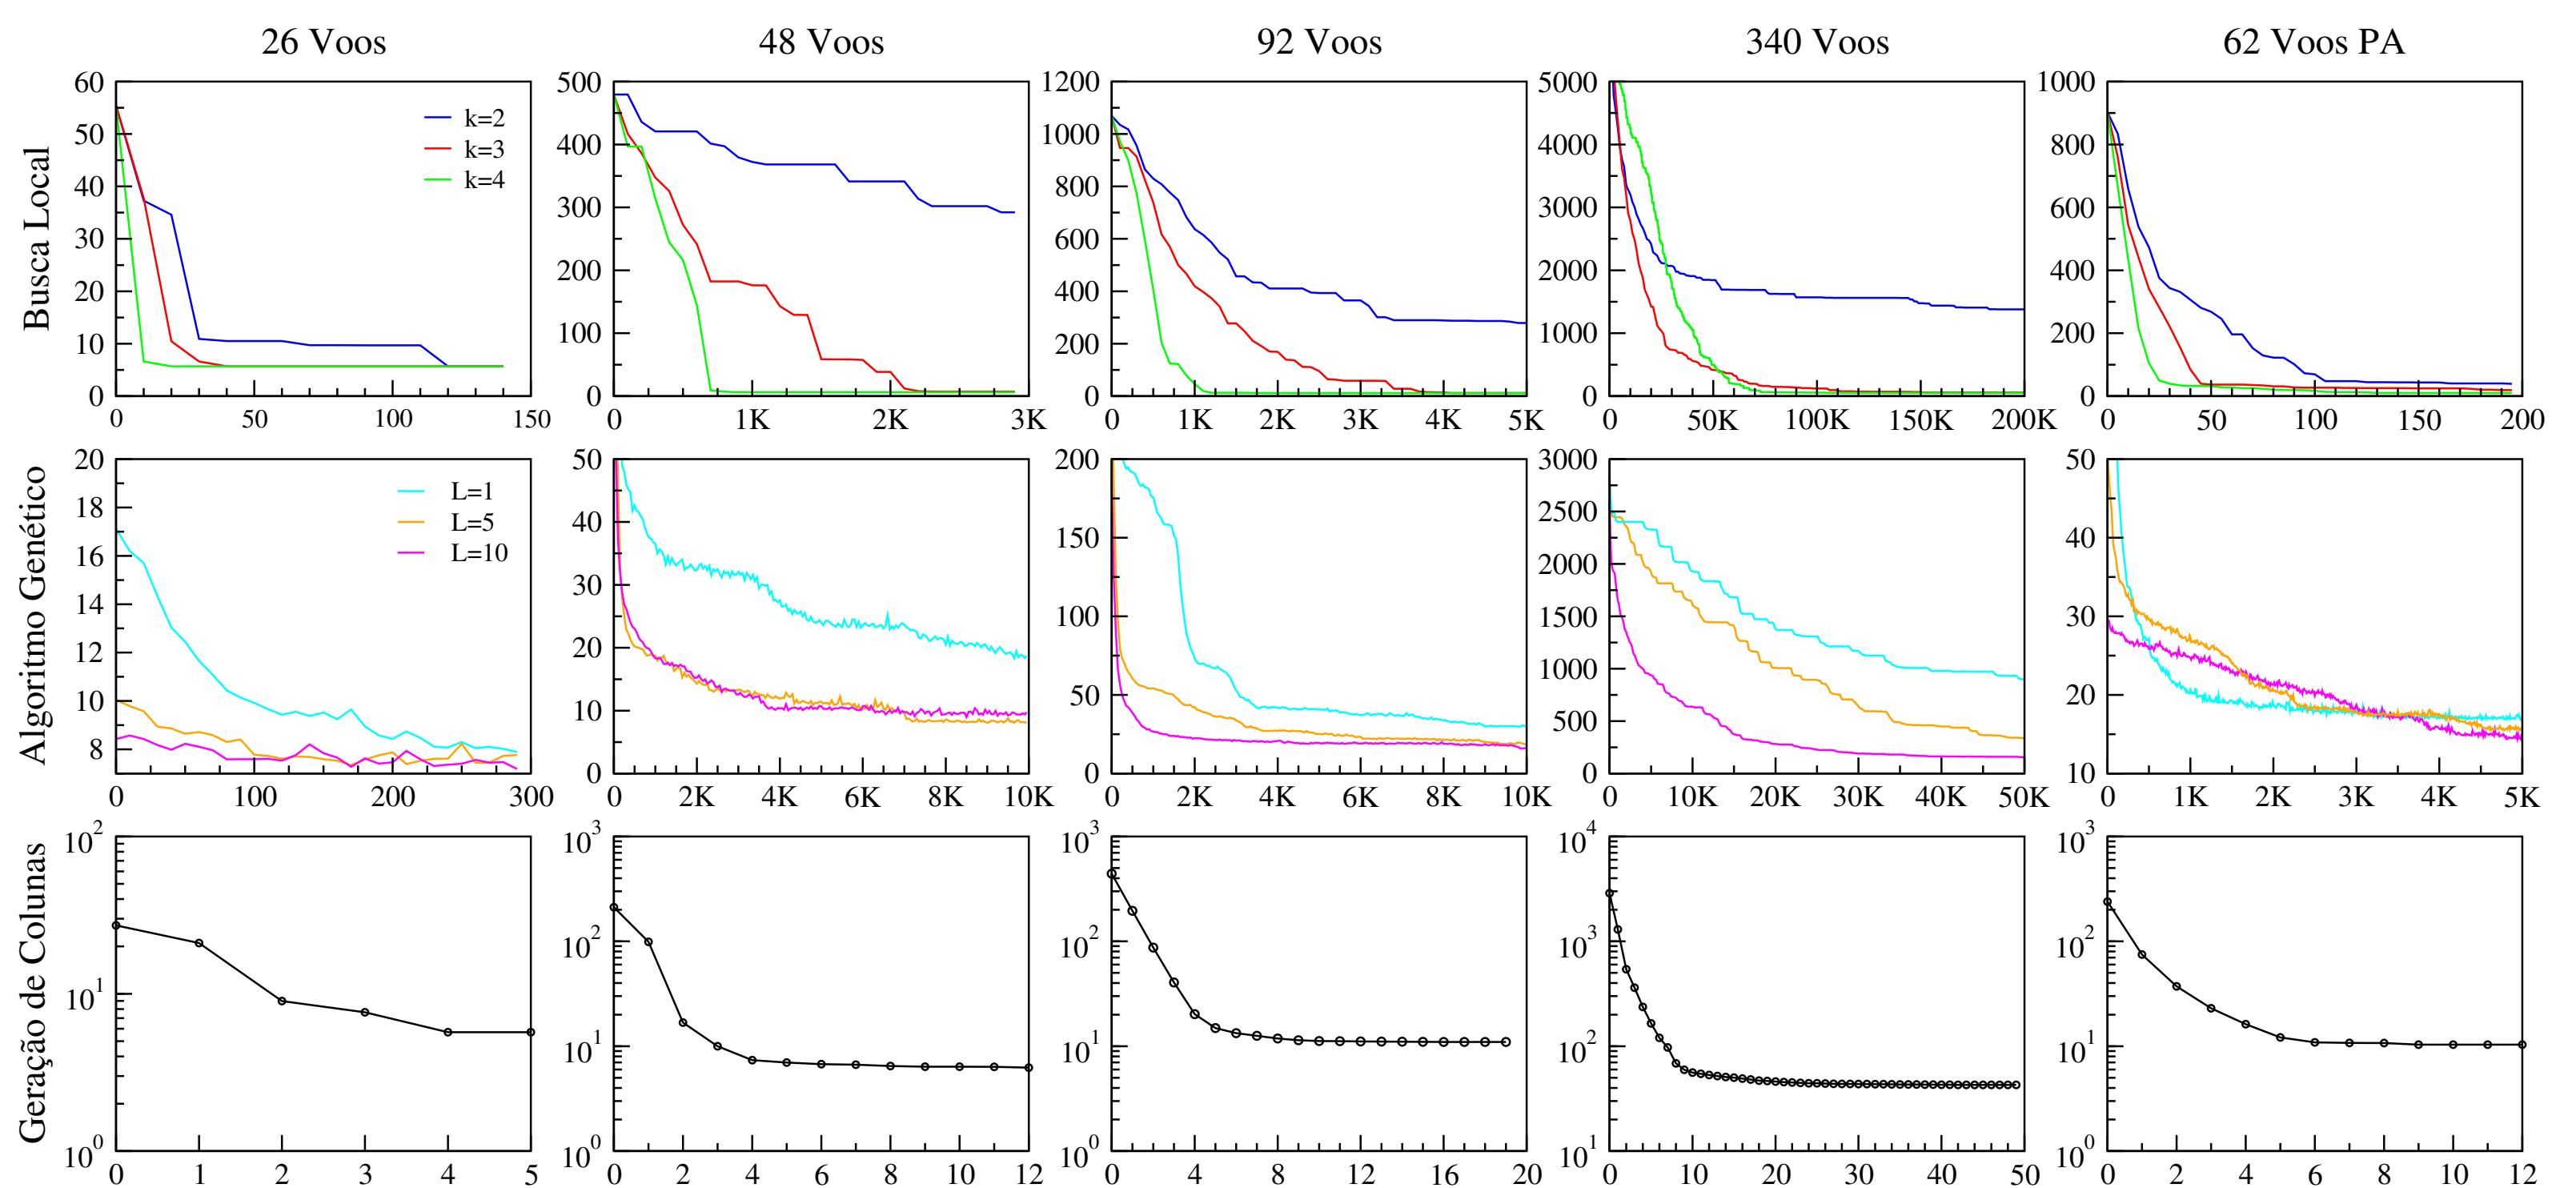 26 Voos 48 Voos 92 Voos 340 Voos 62 Voos PA
Busca Local
60 50 40 30 20 10 0
k=2
k=3
k=4
0 50 100 150
500 400 300 200 100 0
0 1K 2K 3K
1200 1000 800 600 400 200 0
0 1K 2K 3K 4K 5K
5000 4000 3000 2000 1000 0
0 50K 100K 150K 200K
1000 800 600 400 200 0
0 50 100 150 200
Algoritmo Genético
20 18 16 14 12 10 8
L=1
L=5
L=10
0 100 200 300
50 40 30 20 10 0
0 2K 4K 6K 8K 10K
200 150 100 50 0
0 2K 4K 6K 8K 10K
3000 2500 2000 1500 1000 500 0
0 10K 20K 30K 40K 50K
50 40 30 20 10
0 1K 2K 3K 4K 5K
Geração de Colunas
10^2 10^1 10^0
0 1 2 3 4 5
10^3 10^2 10^1 10^0
0 2 4 6 8 10 12
10^3 10^2 10^1 10^0
0 4 8 12 16 20
10^4 10^3 10^2 10^1
0 10 20 30 40 50
10^3 10^2 10^1 10^0
0 2 4 6 8 10 12